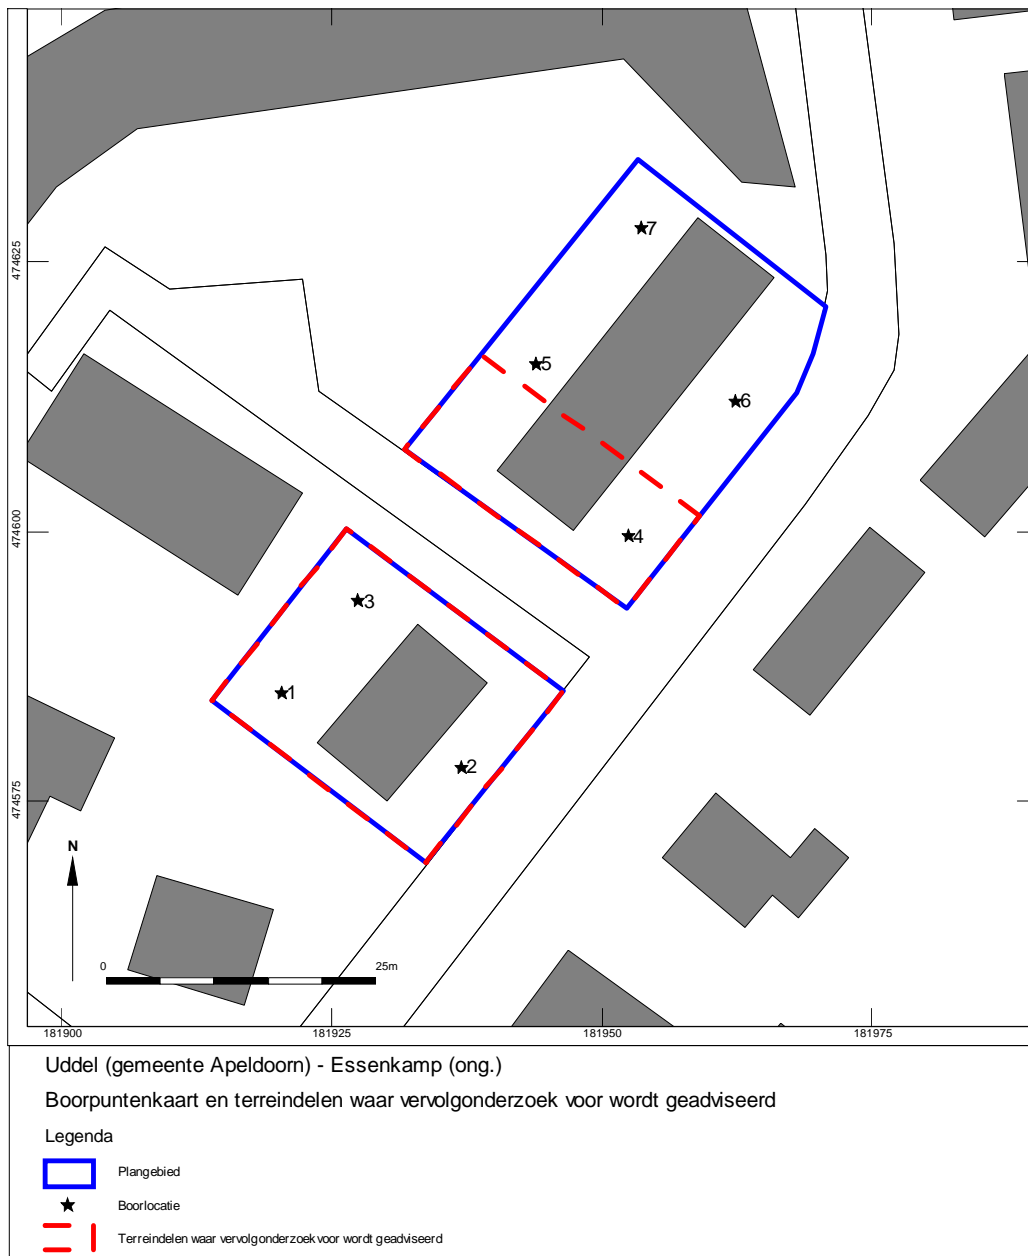 7
474625
5
6
474600
4
3
1
2
474575
N
0 25m
181900 181925 181950 181975
Uddel (gemeente Apeldoorn) - Essenkamp (ong.)
Boorpuntenkaart en terreindelen waar vervolgonderzoek voor wordt geadviseerd
Legenda
Plangebied
Boorlocatie
Terreindelen waar vervolgonderzoek voor wordt geadviseerd